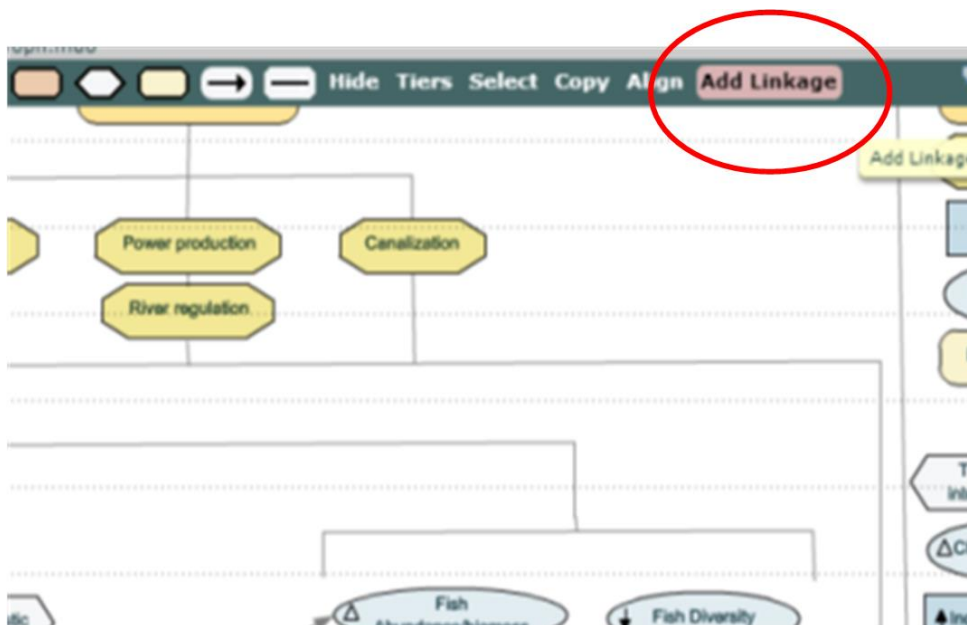 Hide Tiers Select Copy Align Add Linkage
Add Linkage
Power production
Canalization
River regulation
Fish
Fish Diversity